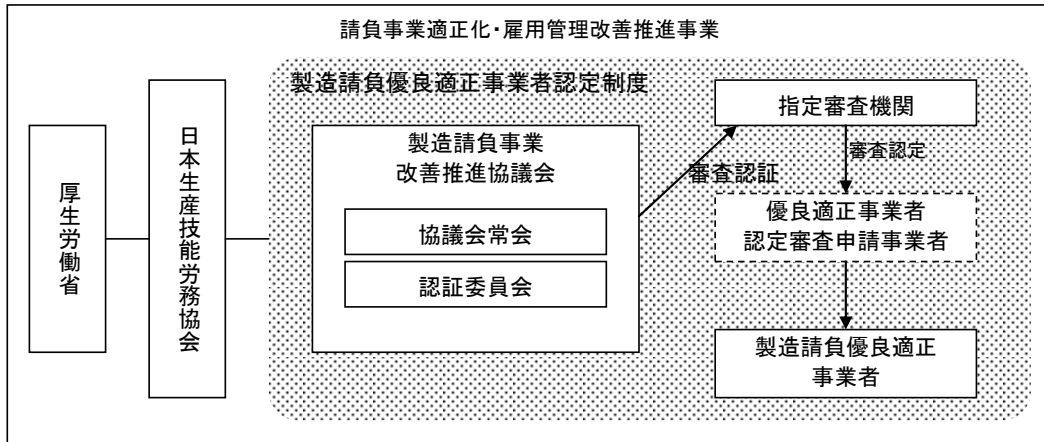 請負事業適正化・雇用管理改善推進事業
製造請負優良適正事業者認定制度
厚生労働省
日本生産技能労務協会
製造請負事業
改善推進協議会
協議会常会
認証委員会
審査認証
指定審査機関
審査認定
優良適正事業者
認定審査申請事業者
製造請負優良適正
事業者